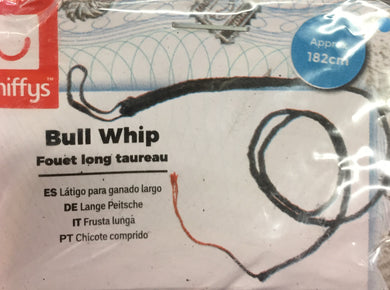 Approx
182cm
niffys™
Bull Whip
Fouet long taureau
ES Látigo para ganado largo
DE Lange Peitsche
IT Frusta lunga
PT Chicote comprido